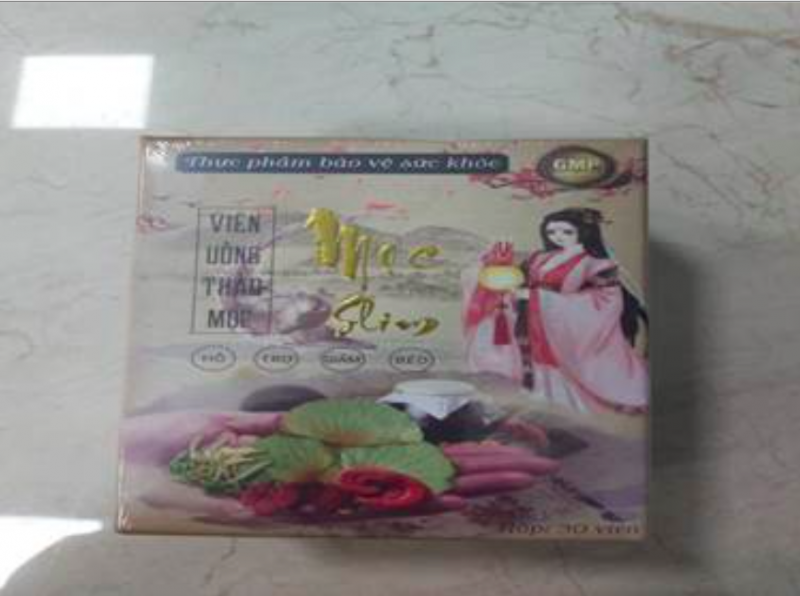 Thực phẩm bảo vệ sức khỏe
GMP
VIÊN
UỐNG
THẢO
MỘC
Mộc
Slim
HỖ TRỢ GIẢM BÉO
Hộp: 30 viên